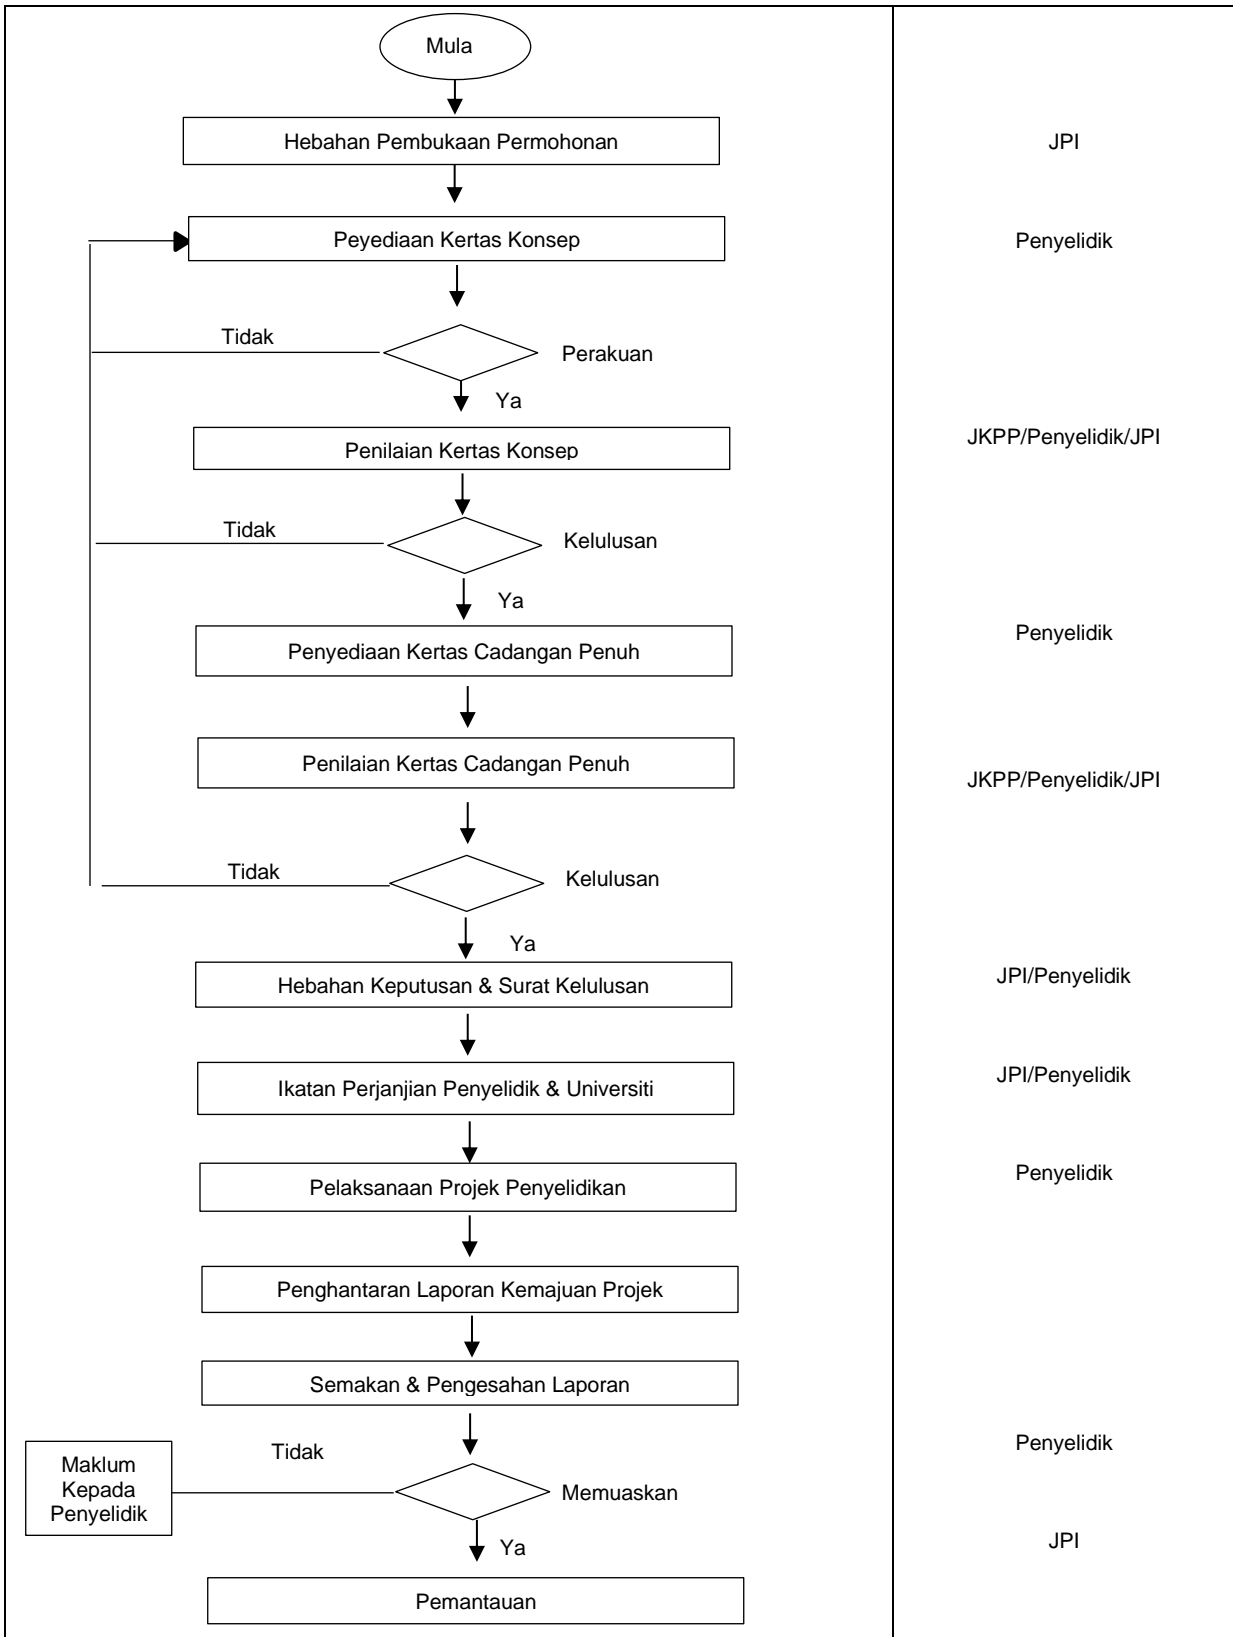 Mula
Hebahan Pembukaan Permohonan
JPI
Peyediaan Kertas Konsep
Penyelidik
Tidak
Perakuan
Ya
Penilaian Kertas Konsep
JKPP/Penyelidik/JPI
Tidak
Kelulusan
Ya
Penyediaan Kertas Cadangan Penuh
Penyelidik
Penilaian Kertas Cadangan Penuh
JKPP/Penyelidik/JPI
Tidak
Kelulusan
Ya
Hebahan Keputusan & Surat Kelulusan
JPI/Penyelidik
Ikatan Perjanjian Penyelidik & Universiti
JPI/Penyelidik
Pelaksanaan Projek Penyelidikan
Penyelidik
Penghantaran Laporan Kemajuan Projek
Semakan & Pengesahan Laporan
Penyelidik
Tidak
Maklum
Kepada
Penyelidik
Memuaskan
Ya
JPI
Pemantauan